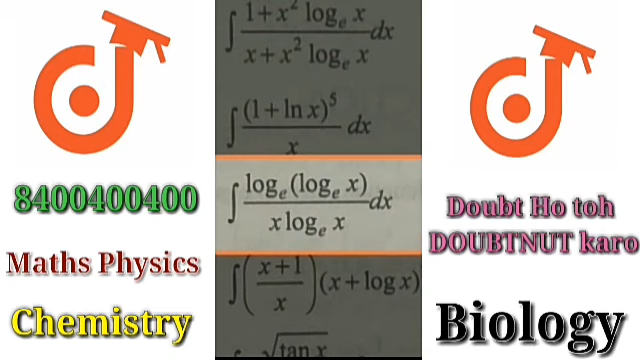 8400400400
Maths Physics
Chemistry
∫ (1 + x² logₑ x)/(x + x² logₑ x) dx
∫ (1 + ln x)⁵/x dx
∫ logₑ (logₑ x)/(x logₑ x) dx
∫ ((x + 1)/x) (x + log x)
√tan x
Doubt Ho toh
DOUBTNUT karo
Biology